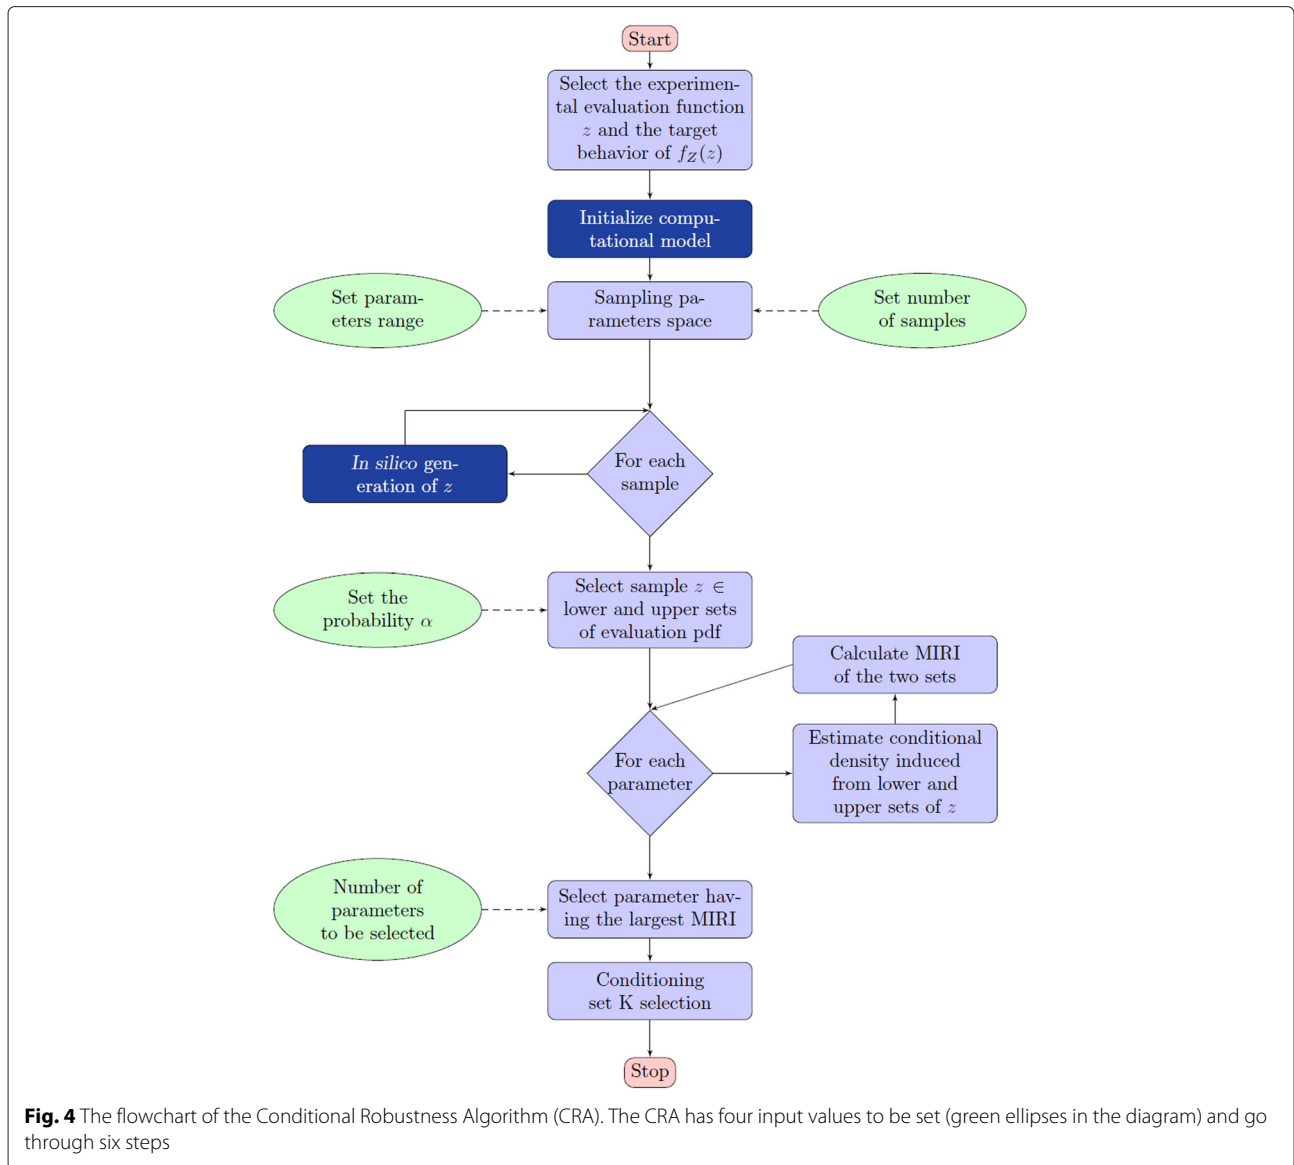 Start
Select the experimen-
tal evaluation function
z and the target
behavior of f_Z(z)
Initialize compu-
tational model
Set param-
eters range
Sampling pa-
rameters space
Set number
of samples
In silico gen-
eration of z
For each
sample
Set the
probability α
Select sample z ∈
lower and upper sets
of evaluation pdf
Calculate MIRI
of the two sets
For each
parameter
Estimate conditional
density induced
from lower and
upper sets of z
Number of
parameters
to be selected
Select parameter hav-
ing the largest MIRI
Conditioning
set K selection
Stop
Fig. 4 The flowchart of the Conditional Robustness Algorithm (CRA). The CRA has four input values to be set (green ellipses in the diagram) and go
through six steps